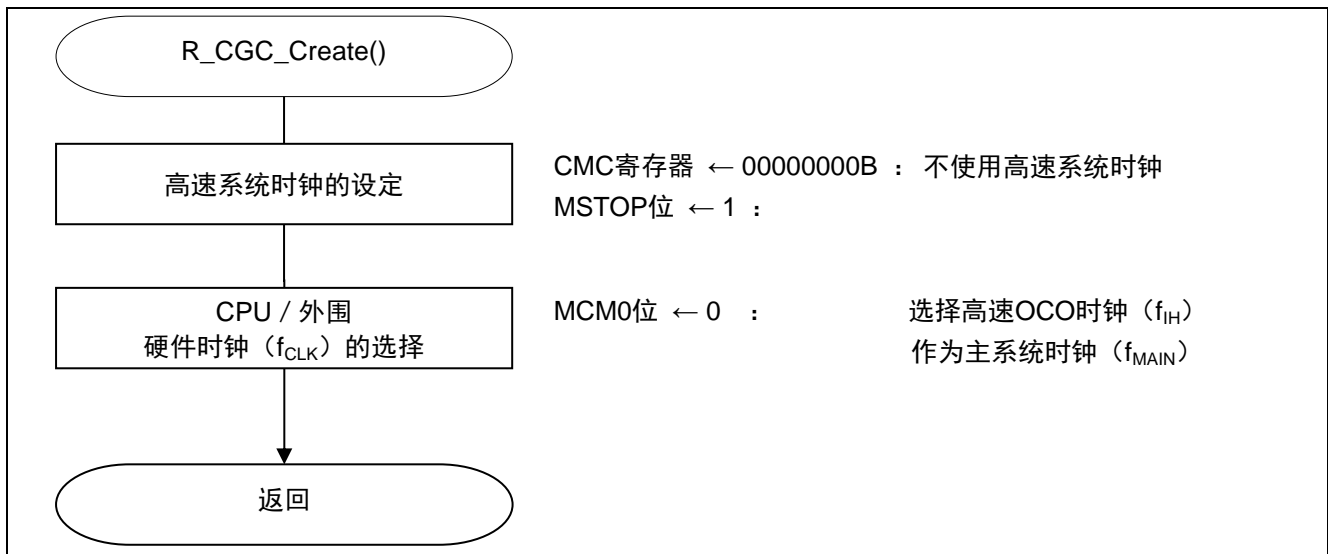 R_CGC_Create()
高速系统时钟的设定
CMC寄存器 ← 00000000B ： 不使用高速系统时钟
MSTOP位 ← 1 ：
CPU / 外围
硬件时钟（fCLK）的选择
MCM0位 ← 0 ： 选择高速OCO时钟（fIH）
作为主系统时钟（fMAIN）
返回